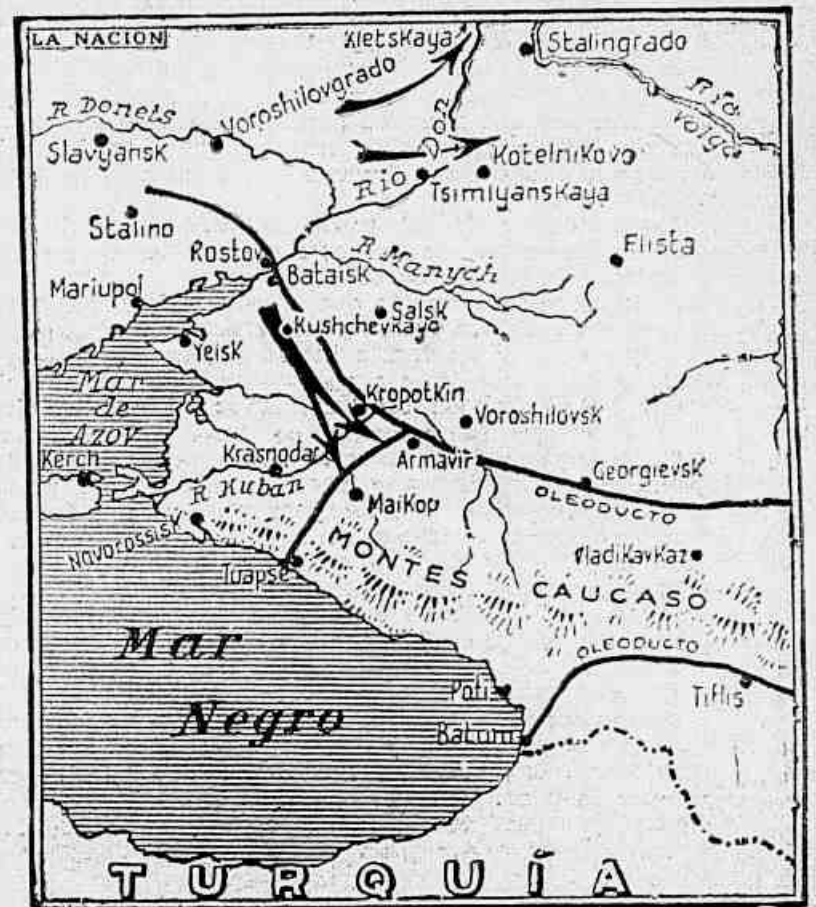 LA NACION
Kletskaya
Stalingrado
Voroshilovgrado
R Donets
Río Volga
Slavyansk
Río Don
Kotelnikovo
Tsimlyanskaya
Stalino
Rostov
Bataisk
R Manych
Elista
Mariupol
Salsk
Kushchevkaya
Yeisk
Mar
de
Azov
Kropotkin
Voroshilovsk
Kerch
Krasnodar
Armavir
Georgievsk
R Kuban
Maikop
OLEODUCTO
Novorossisk
Tuapse
MONTES CAUCASO
Vladikavkaz
Mar
Negro
OLEODUCTO
Poti
Tiflis
Batum
TURQUÍA